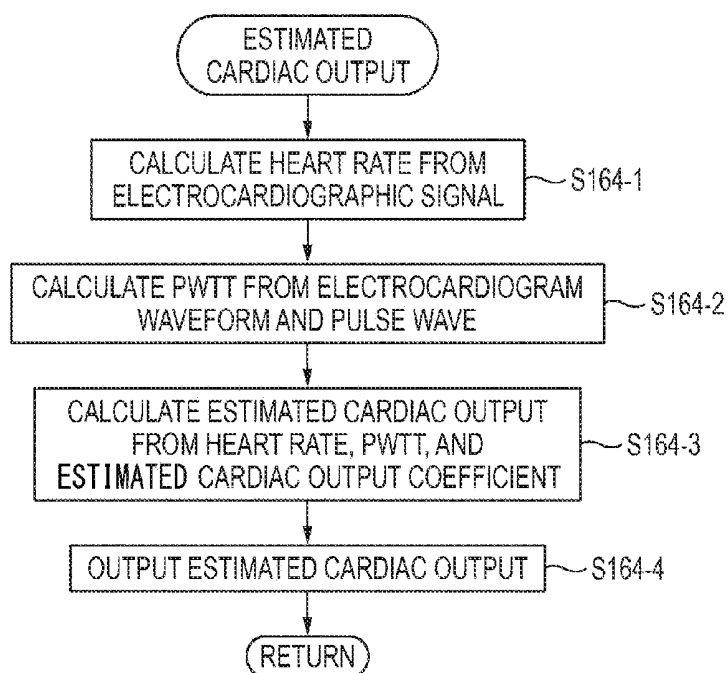 ESTIMATED
CARDIAC OUTPUT
CALCULATE HEART RATE FROM
ELECTROCARDIOGRAPHIC SIGNAL
S164-1
CALCULATE PWTT FROM ELECTROCARDIOGRAM
WAVEFORM AND PULSE WAVE
S164-2
CALCULATE ESTIMATED CARDIAC OUTPUT
FROM HEART RATE, PWTT, AND
ESTIMATED CARDIAC OUTPUT COEFFICIENT
S164-3
OUTPUT ESTIMATED CARDIAC OUTPUT
S164-4
RETURN